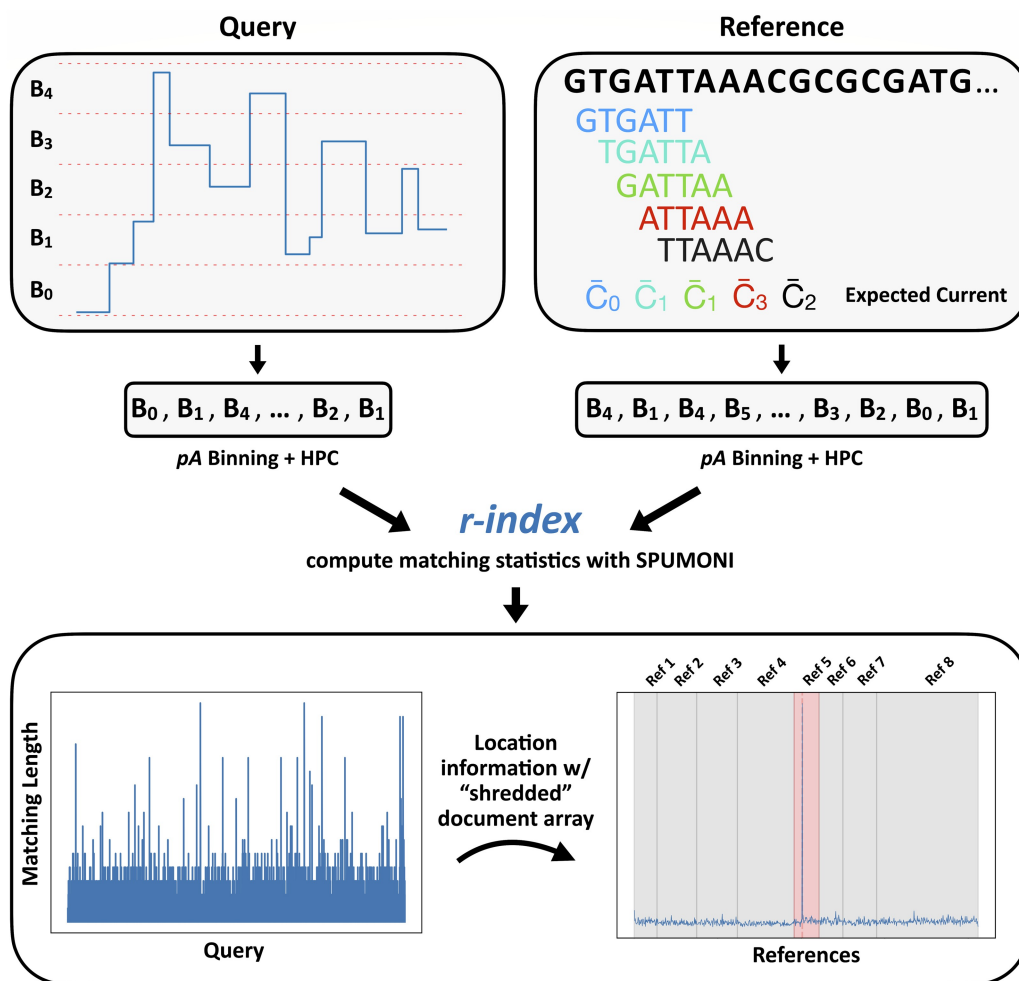 Query
B₄
B₃
B₂
B₁
B₀
Reference
GTGATTAAACGCGCGATG...
GTGATT
TGATTA
GATTAA
ATTAAA
TTAAAC
C̄₀ C̄₁ C̄₁ C̄₃ C̄₂ Expected Current
B₀ , B₁ , B₄ , ... , B₂ , B₁
pA Binning + HPC
B₄ , B₁ , B₄ , B₅ , ... , B₃ , B₂ , B₀ , B₁
pA Binning + HPC
r-index
compute matching statistics with SPUMONI
Matching Length
Query
Location
information w/
“shredded”
document array
Ref 1 Ref 2 Ref 3 Ref 4 Ref 5 Ref 6 Ref 7 Ref 8
References